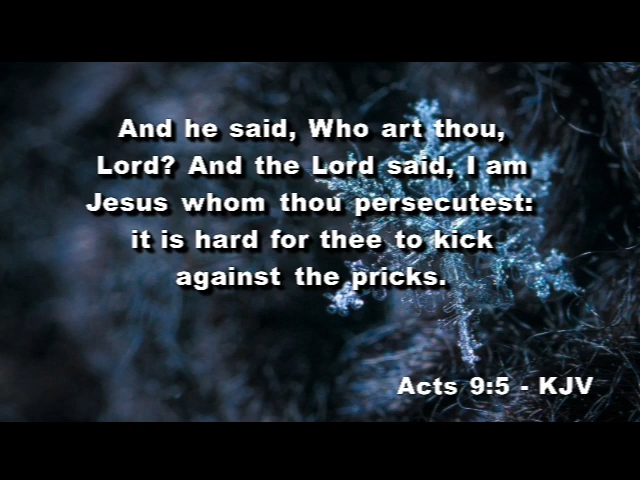 And he said, Who art thou,
Lord? And the Lord said, I am
Jesus whom thou persecutest:
it is hard for thee to kick
against the pricks.
Acts 9:5 - KJV